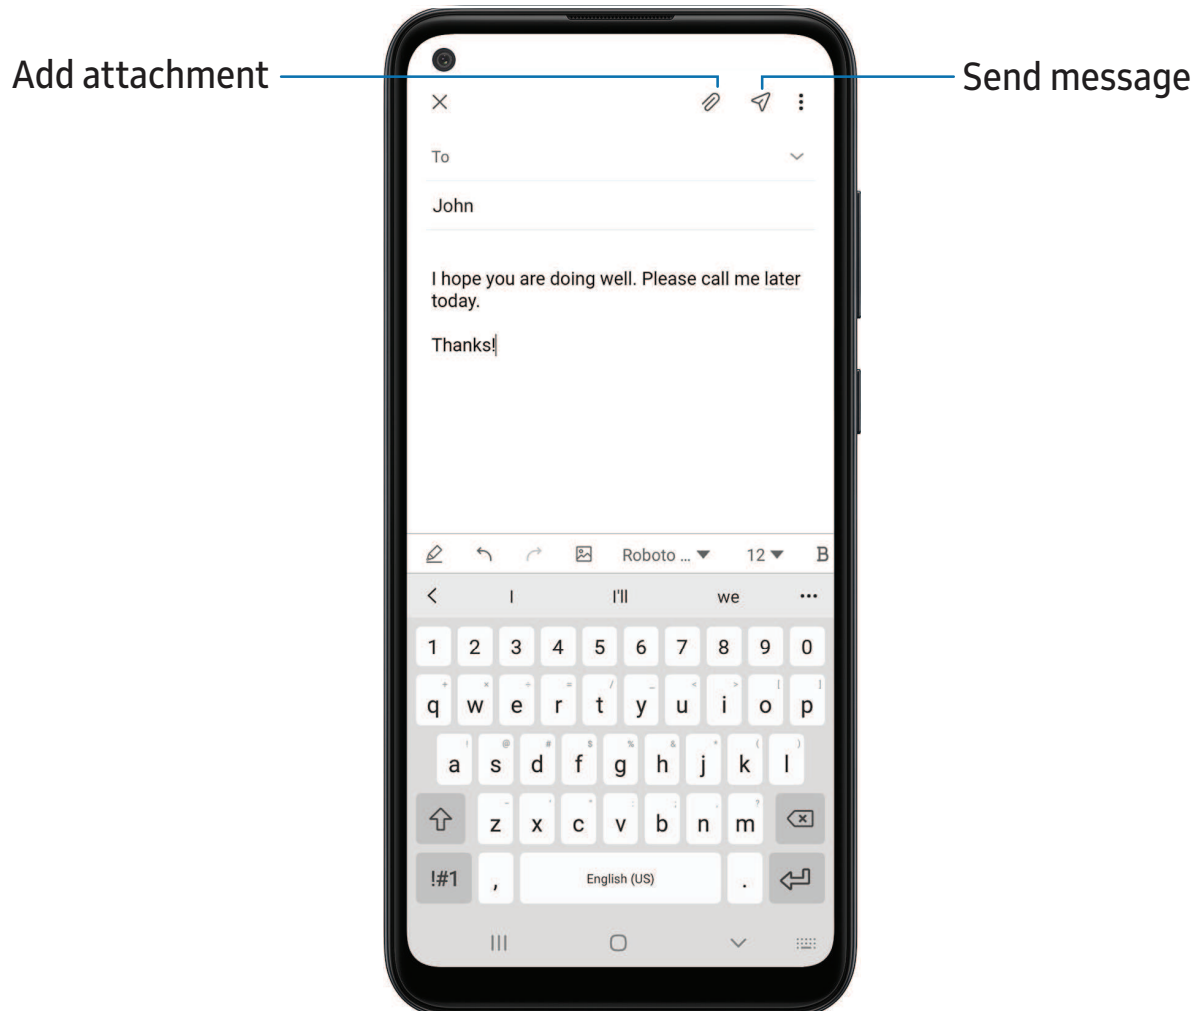 Add attachment
Send message
To
John
I hope you are doing well. Please call me later
today.
Thanks!
Roboto ... 12 B
I I'll we •••
1 2 3 4 5 6 7 8 9 0
q w e r t y u i o p
a s d f g h j k l
z x c v b n m
!#1 , English (US) .